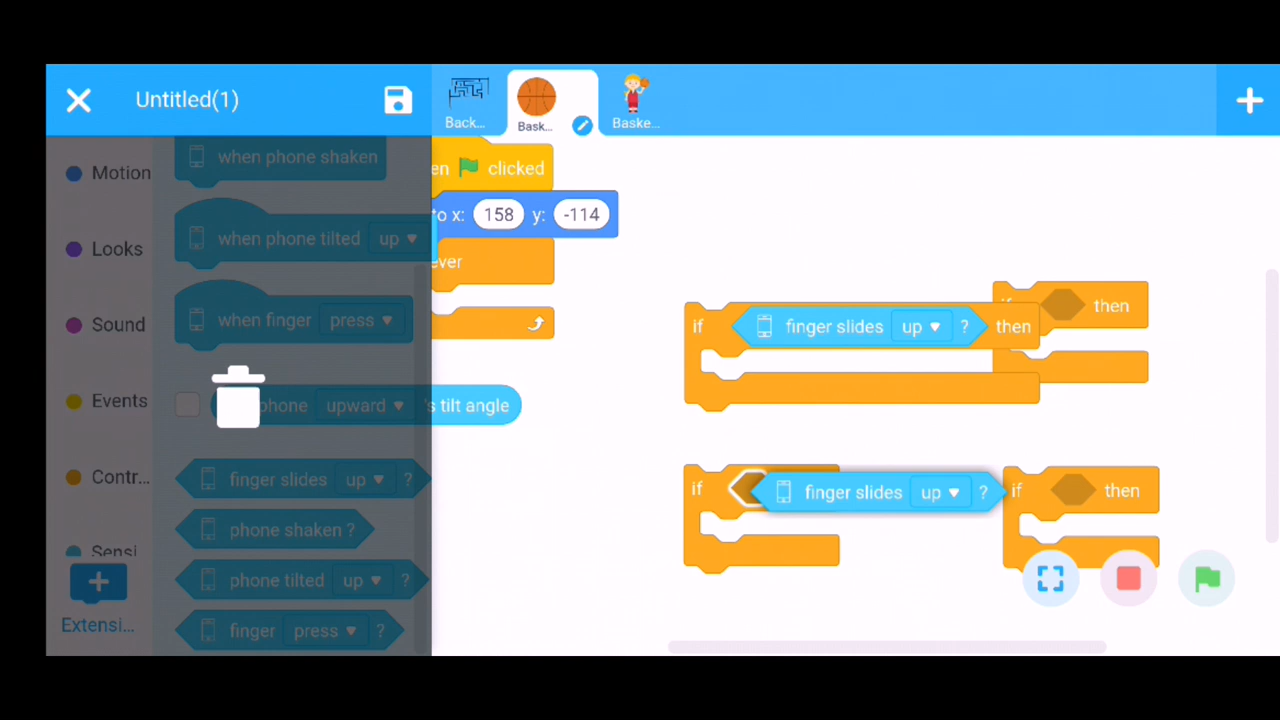 Untitled(1)
Back...
Bask...
Baske...
Motion
Looks
Sound
Events
Contr...
Sensi
Extensi...
when phone shaken
when phone tilted up
when finger press
phone upward 's tilt angle
finger slides up ?
phone shaken ?
phone tilted up ?
finger press ?
en clicked
to x: 158 y: -114
ever
if finger slides up ? then
if then
if finger slides up ?
if then